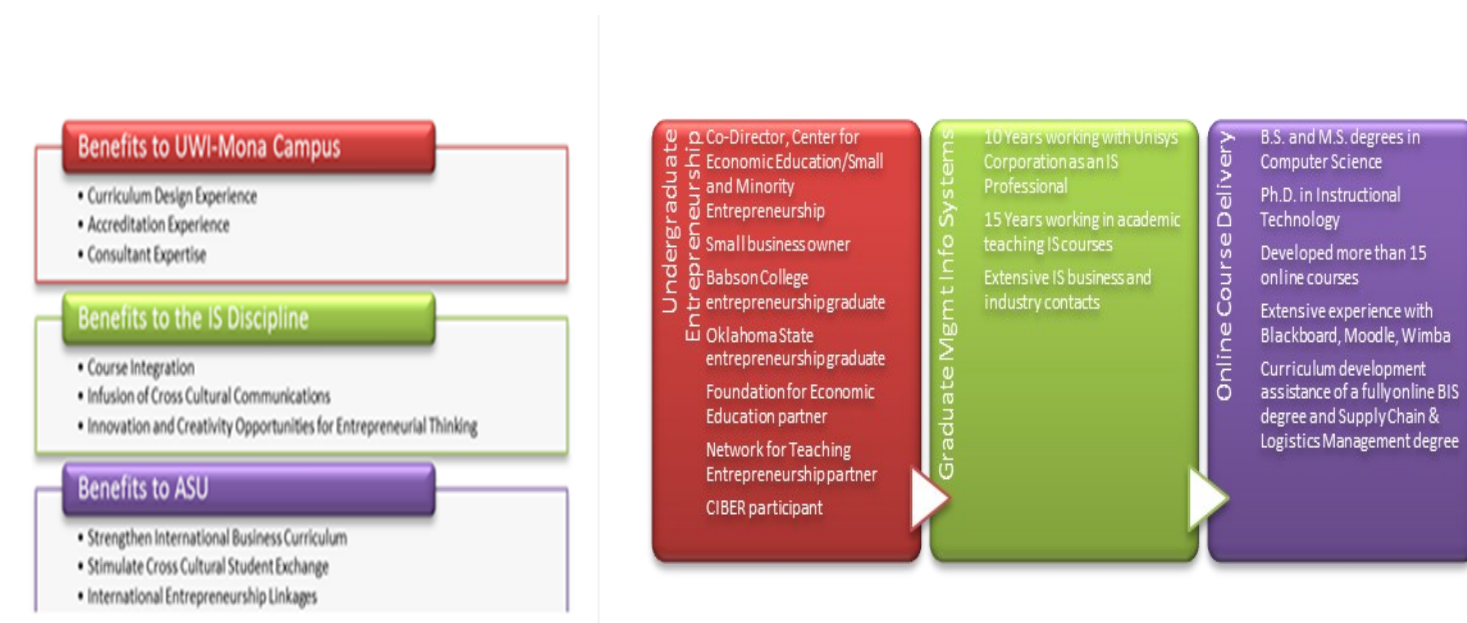 Benefits to UWI-Mona Campus
• Curriculum Design Experience
• Accreditation Experience
• Consultant Expertise
Benefits to the IS Discipline
• Course Integration
• Infusion of Cross Cultural Communications
• Innovation and Creativity Opportunities for Entrepreneurial Thinking
Benefits to ASU
• Strengthen International Business Curriculum
• Stimulate Cross Cultural Student Exchange
• International Entrepreneurship Linkages
Undergraduate
Entrepreneurship
Co-Director, Center for
Economic Education/Small
and Minority
Entrepreneurship
Small business owner
Babson College
entrepreneurship graduate
Oklahoma State
entrepreneurship graduate
Foundation for Economic
Education partner
Network for Teaching
Entrepreneurship partner
CIBER participant
Graduate Mgmt Info Systems
10 Years working with Unisys
Corporation as an IS
Professional
15 Years working in academic
teaching IS courses
Extensive IS business and
industry contacts
Online Course Delivery
B.S. and M.S. degrees in
Computer Science
Ph.D. in Instructional
Technology
Developed more than 15
online courses
Extensive experience with
Blackboard, Moodle, Wimba
Curriculum development
assistance of a fully online BIS
degree and Supply Chain &
Logistics Management degree